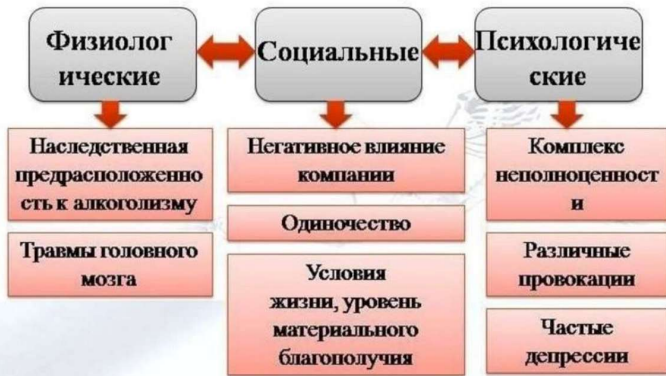 Физиолог
ические
Социальные
Психологиче
ские
Наследственная
предрасположенно
сть к алкоголизму
Травмы головного
мозга
Негативное влияние
компании
Одиночество
Условия
жизни, уровень
материального
благополучия
Комплекс
неполноценност
и
Различные
провокации
Частые
депрессии